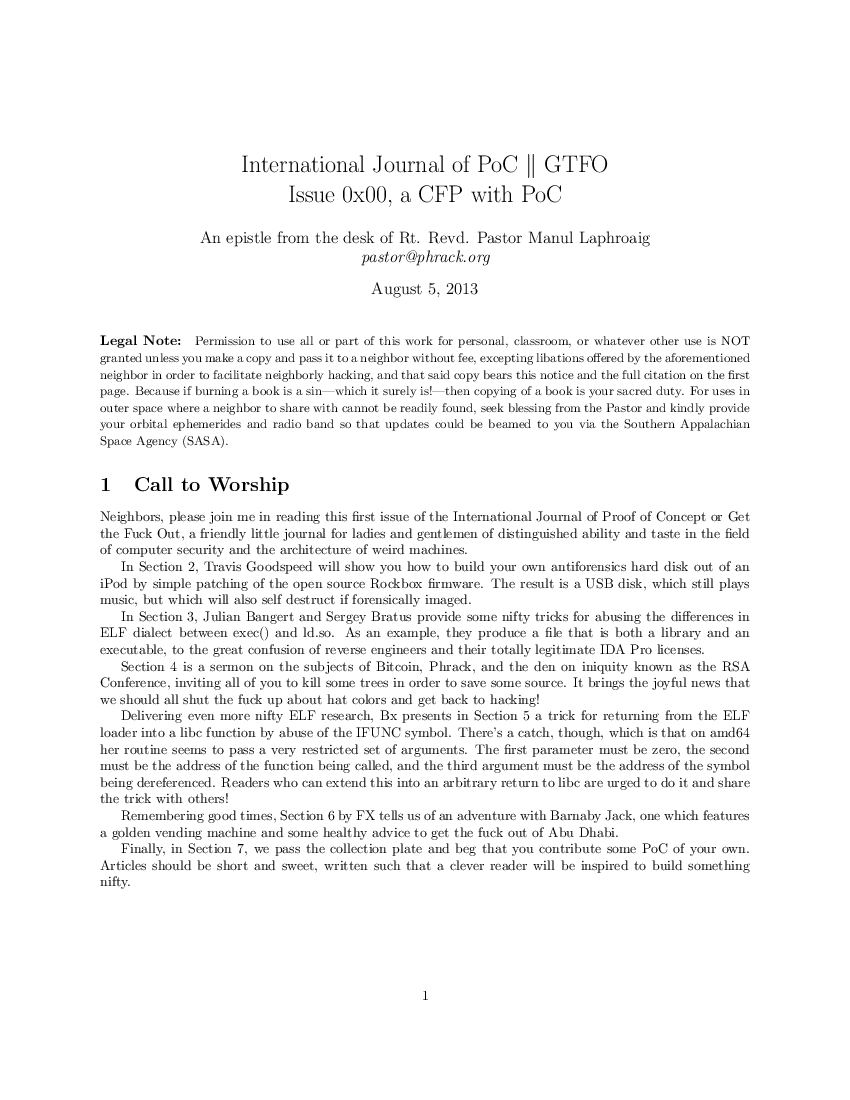 International Journal of PoC ∥ GTFO
Issue 0x00, a CFP with PoC
An epistle from the desk of Rt. Revd. Pastor Manul Laphroaig
pastor@phrack.org
August 5, 2013
Legal Note: Permission to use all or part of this work for personal, classroom, or whatever other use is NOT
granted unless you make a copy and pass it to a neighbor without fee, excepting libations offered by the aforementioned
neighbor in order to facilitate neighborly hacking, and that said copy bears this notice and the full citation on the first
page. Because if burning a book is a sin—which it surely is!—then copying of a book is your sacred duty. For uses in
outer space where a neighbor to share with cannot be readily found, seek blessing from the Pastor and kindly provide
your orbital ephemerides and radio band so that updates could be beamed to you via the Southern Appalachian
Space Agency (SASA).
1 Call to Worship
Neighbors, please join me in reading this first issue of the International Journal of Proof of Concept or Get
the Fuck Out, a friendly little journal for ladies and gentlemen of distinguished ability and taste in the field
of computer security and the architecture of weird machines.
In Section 2, Travis Goodspeed will show you how to build your own antiforensics hard disk out of an
iPod by simple patching of the open source Rockbox firmware. The result is a USB disk, which still plays
music, but which will also self destruct if forensically imaged.
In Section 3, Julian Bangert and Sergey Bratus provide some nifty tricks for abusing the differences in
ELF dialect between exec() and ld.so. As an example, they produce a file that is both a library and an
executable, to the great confusion of reverse engineers and their totally legitimate IDA Pro licenses.
Section 4 is a sermon on the subjects of Bitcoin, Phrack, and the den on iniquity known as the RSA
Conference, inviting all of you to kill some trees in order to save some source. It brings the joyful news that
we should all shut the fuck up about hat colors and get back to hacking!
Delivering even more nifty ELF research, Bx presents in Section 5 a trick for returning from the ELF
loader into a libc function by abuse of the IFUNC symbol. There's a catch, though, which is that on amd64
her routine seems to pass a very restricted set of arguments. The first parameter must be zero, the second
must be the address of the function being called, and the third argument must be the address of the symbol
being dereferenced. Readers who can extend this into an arbitrary return to libc are urged to do it and share
the trick with others!
Remembering good times, Section 6 by FX tells us of an adventure with Barnaby Jack, one which features
a golden vending machine and some healthy advice to get the fuck out of Abu Dhabi.
Finally, in Section 7, we pass the collection plate and beg that you contribute some PoC of your own.
Articles should be short and sweet, written such that a clever reader will be inspired to build something
nifty.
1